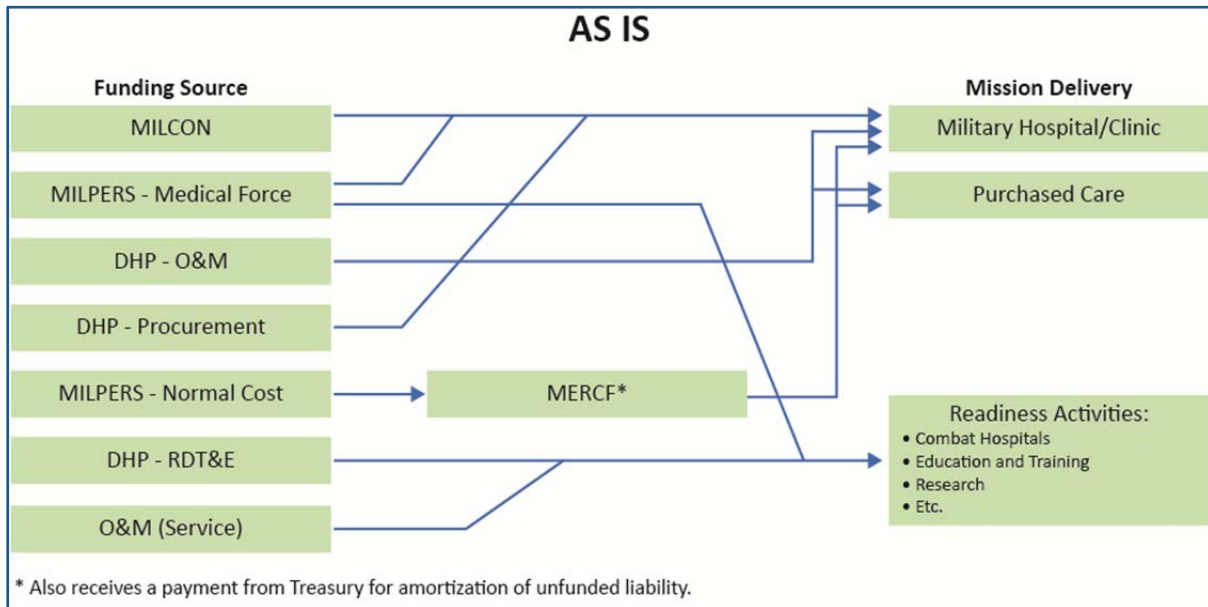 AS IS
Funding Source
MILCON
MILPERS - Medical Force
DHP - O&M
DHP - Procurement
MILPERS - Normal Cost
DHP - RDT&E
O&M (Service)
MERCF*
Mission Delivery
Military Hospital/Clinic
Purchased Care
Readiness Activities:
• Combat Hospitals
• Education and Training
• Research
• Etc.
* Also receives a payment from Treasury for amortization of unfunded liability.